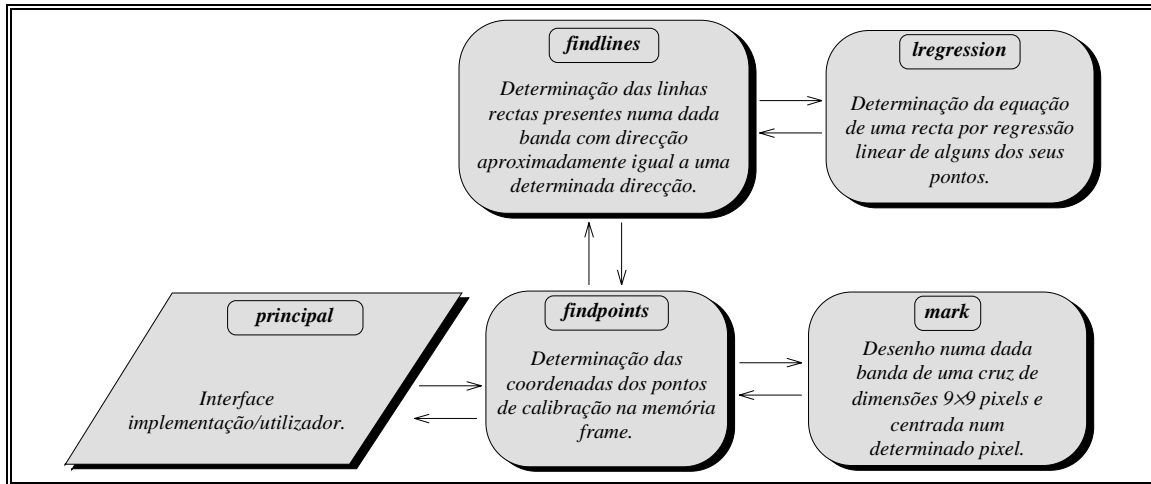 findlines
Determinação das linhas
rectas presentes numa dada
banda com direcção
aproximadamente igual a uma
determinada direcção.
lregression
Determinação da equação
de uma recta por regressão
linear de alguns dos seus
pontos.
principal
Interface
implementação/utilizador.
findpoints
Determinação das
coordenadas dos pontos
de calibração na memória
frame.
mark
Desenho numa dada
banda de uma cruz de
dimensões 9×9 pixels e
centrada num
determinado pixel.